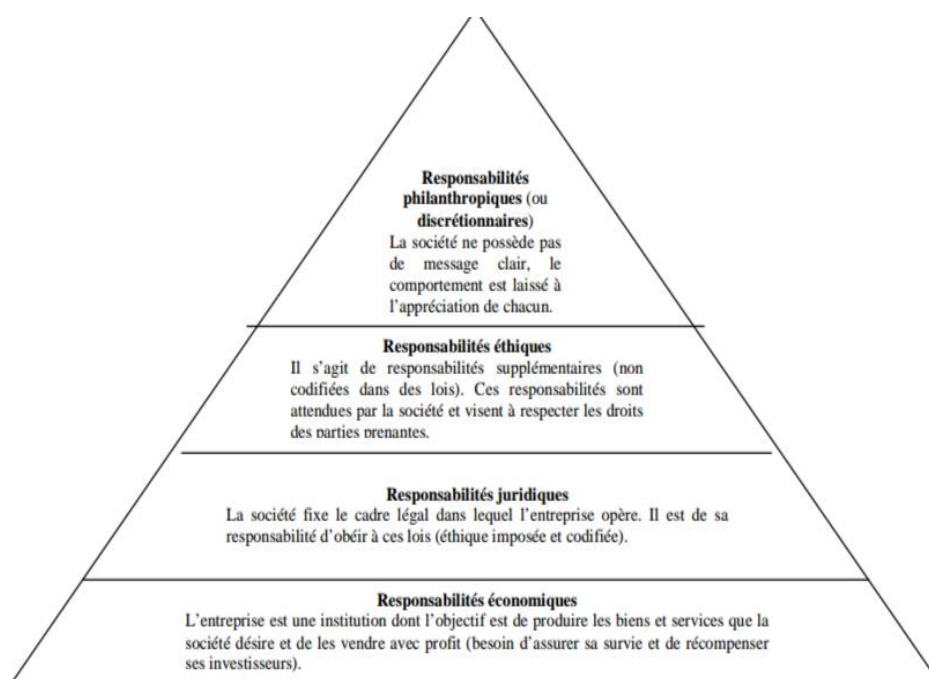 Responsabilités
philanthropiques (ou
discrétionnaires)
La société ne possède pas
de message clair, le
comportement est laissé à
l'appréciation de chacun.
Responsabilités éthiques
Il s'agit de responsabilités supplémentaires (non
codifiées dans des lois). Ces responsabilités sont
attendues par la société et visent à respecter les droits
des parties prenantes.
Responsabilités juridiques
La société fixe le cadre légal dans lequel l'entreprise opère. Il est de sa
responsabilité d'obéir à ces lois (éthique imposée et codifiée).
Responsabilités économiques
L'entreprise est une institution dont l'objectif est de produire les biens et services que la
société désire et de les vendre avec profit (besoin d'assurer sa survie et de récompenser
ses investisseurs).